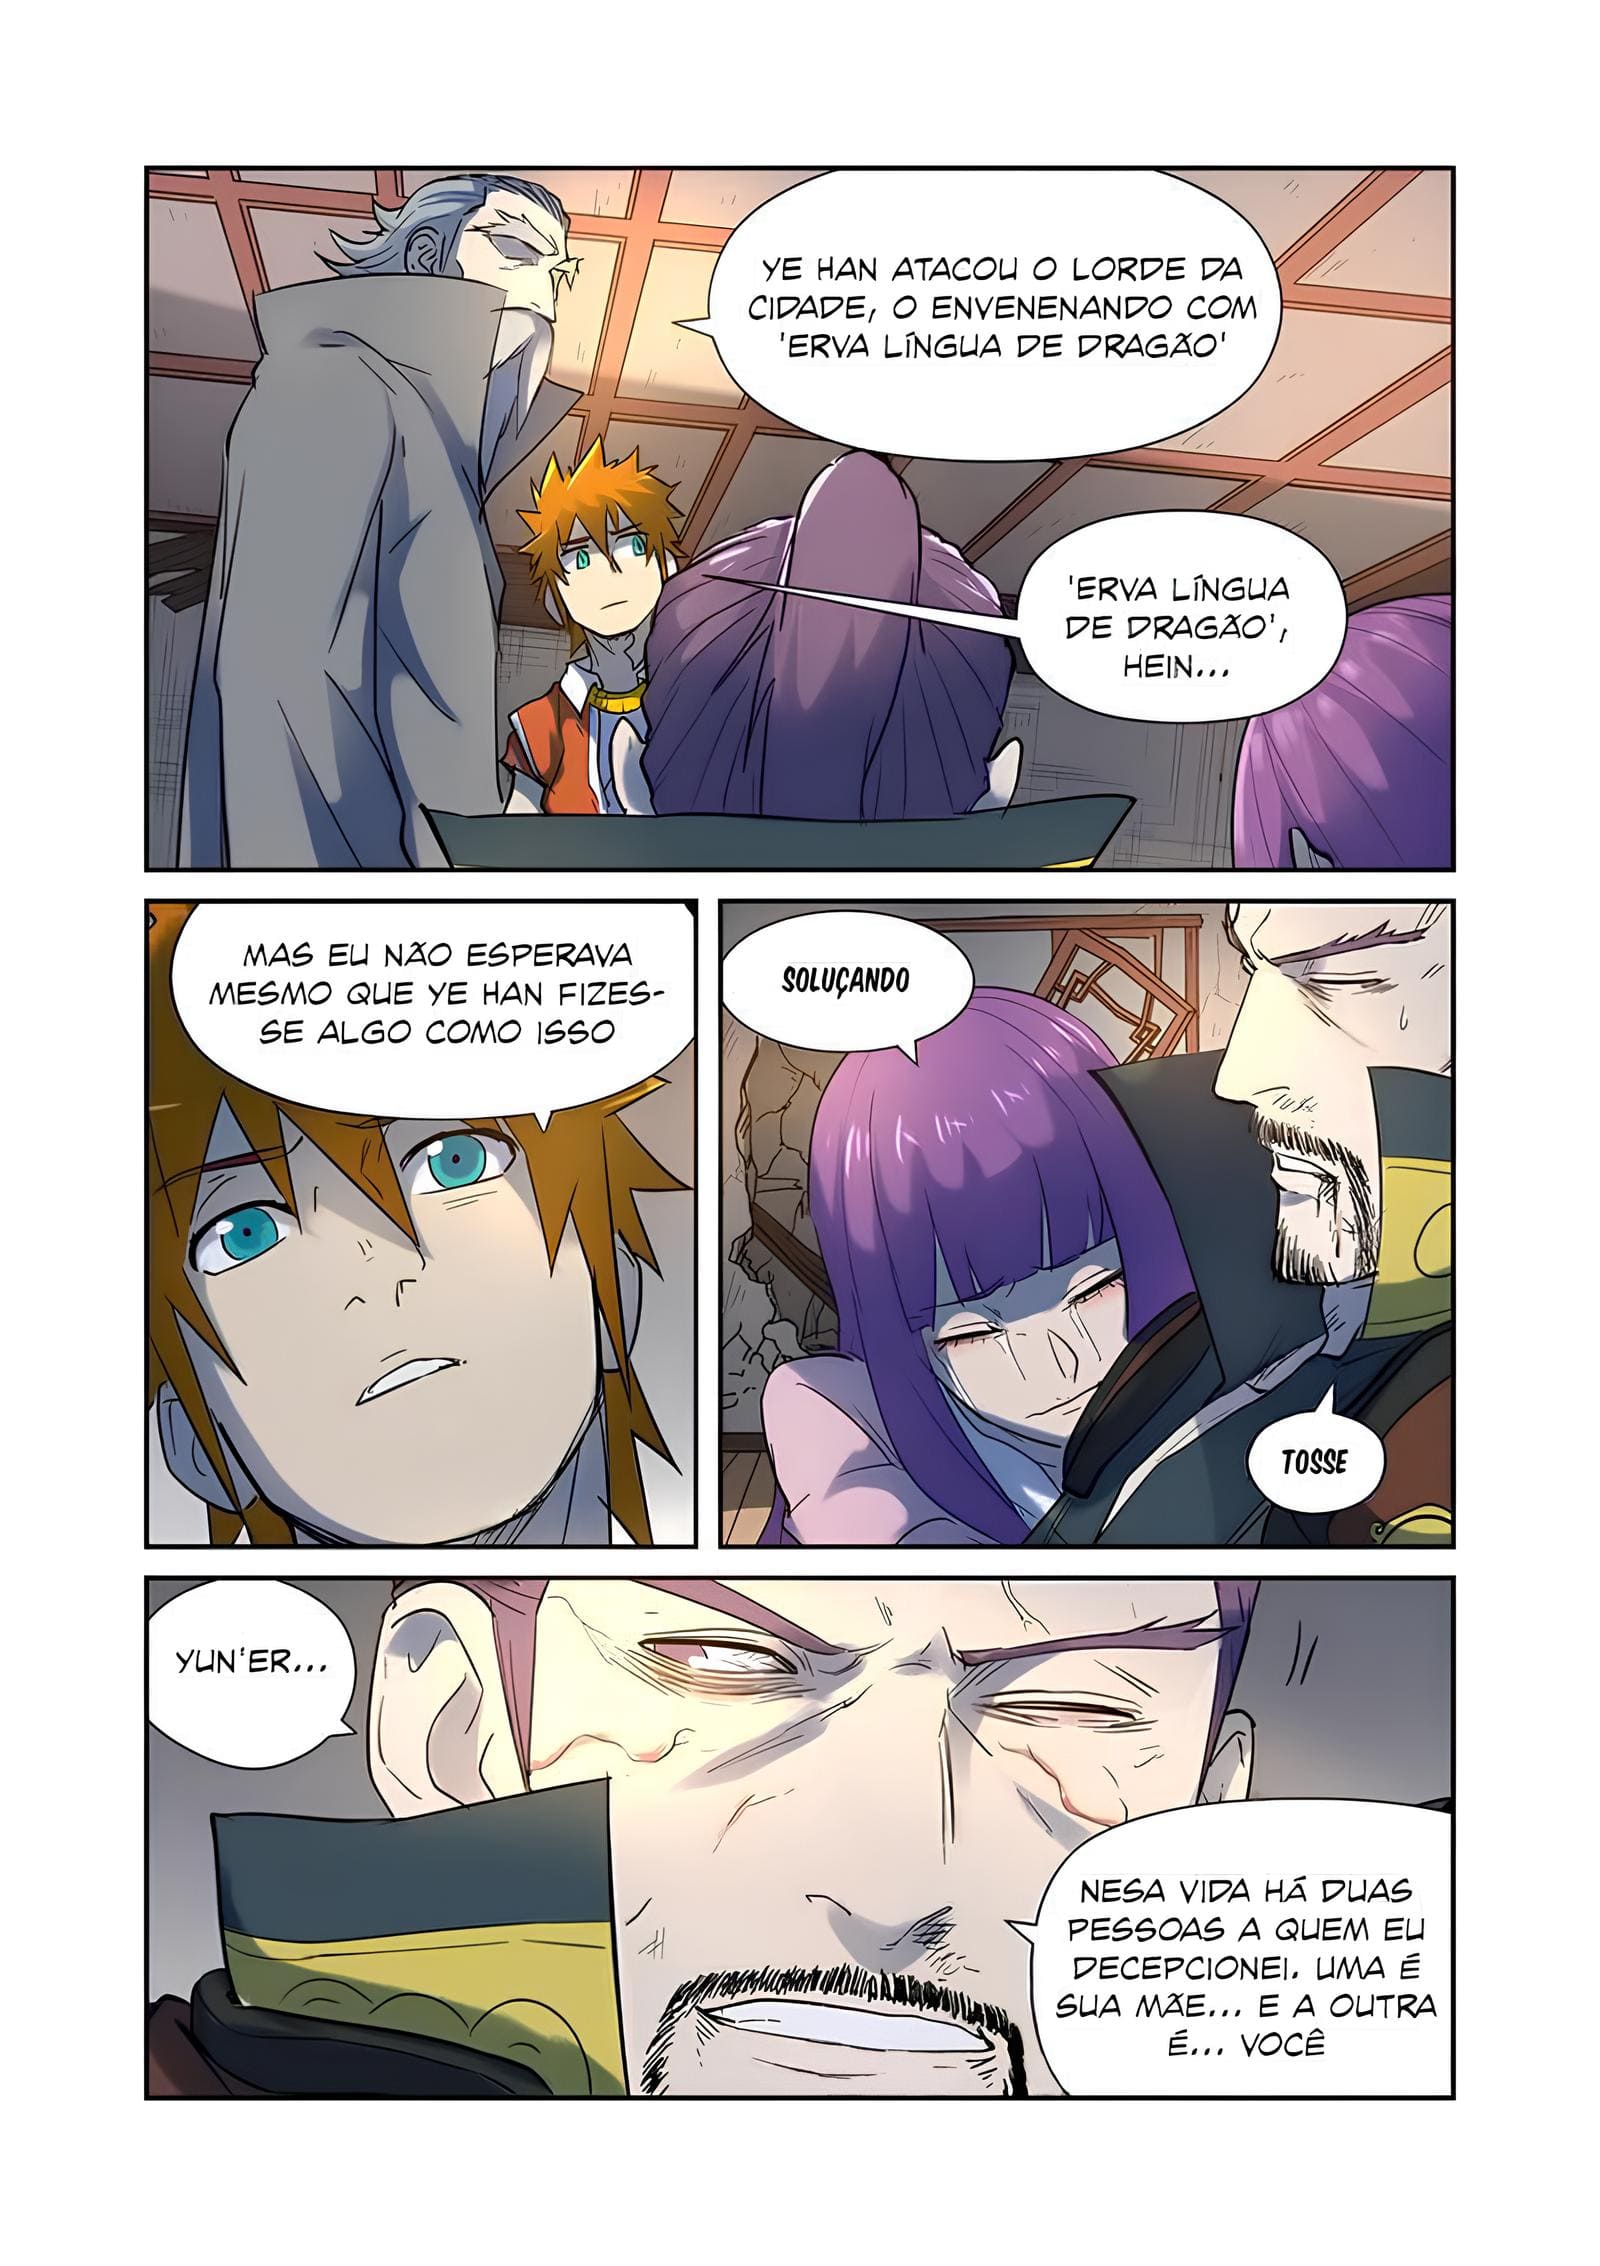 YE HAN ATACOU O LORDE DA
CIDADE, O ENVENENANDO COM
'ERVA LÍNGUA DE DRAGÃO'
'ERVA LÍNGUA
DE DRAGÃO',
HEIN...
MAS EU NÃO ESPERAVA
MESMO QUE YE HAN FIZES-
SE ALGO COMO ISSO
SOLUÇANDO
TOSSE
YUN'ER...
NESA VIDA HÁ DUAS
PESSOAS A QUEM EU
DECEPCIONEI. UMA É
SUA MÃE... E A OUTRA
É... VOCÊ